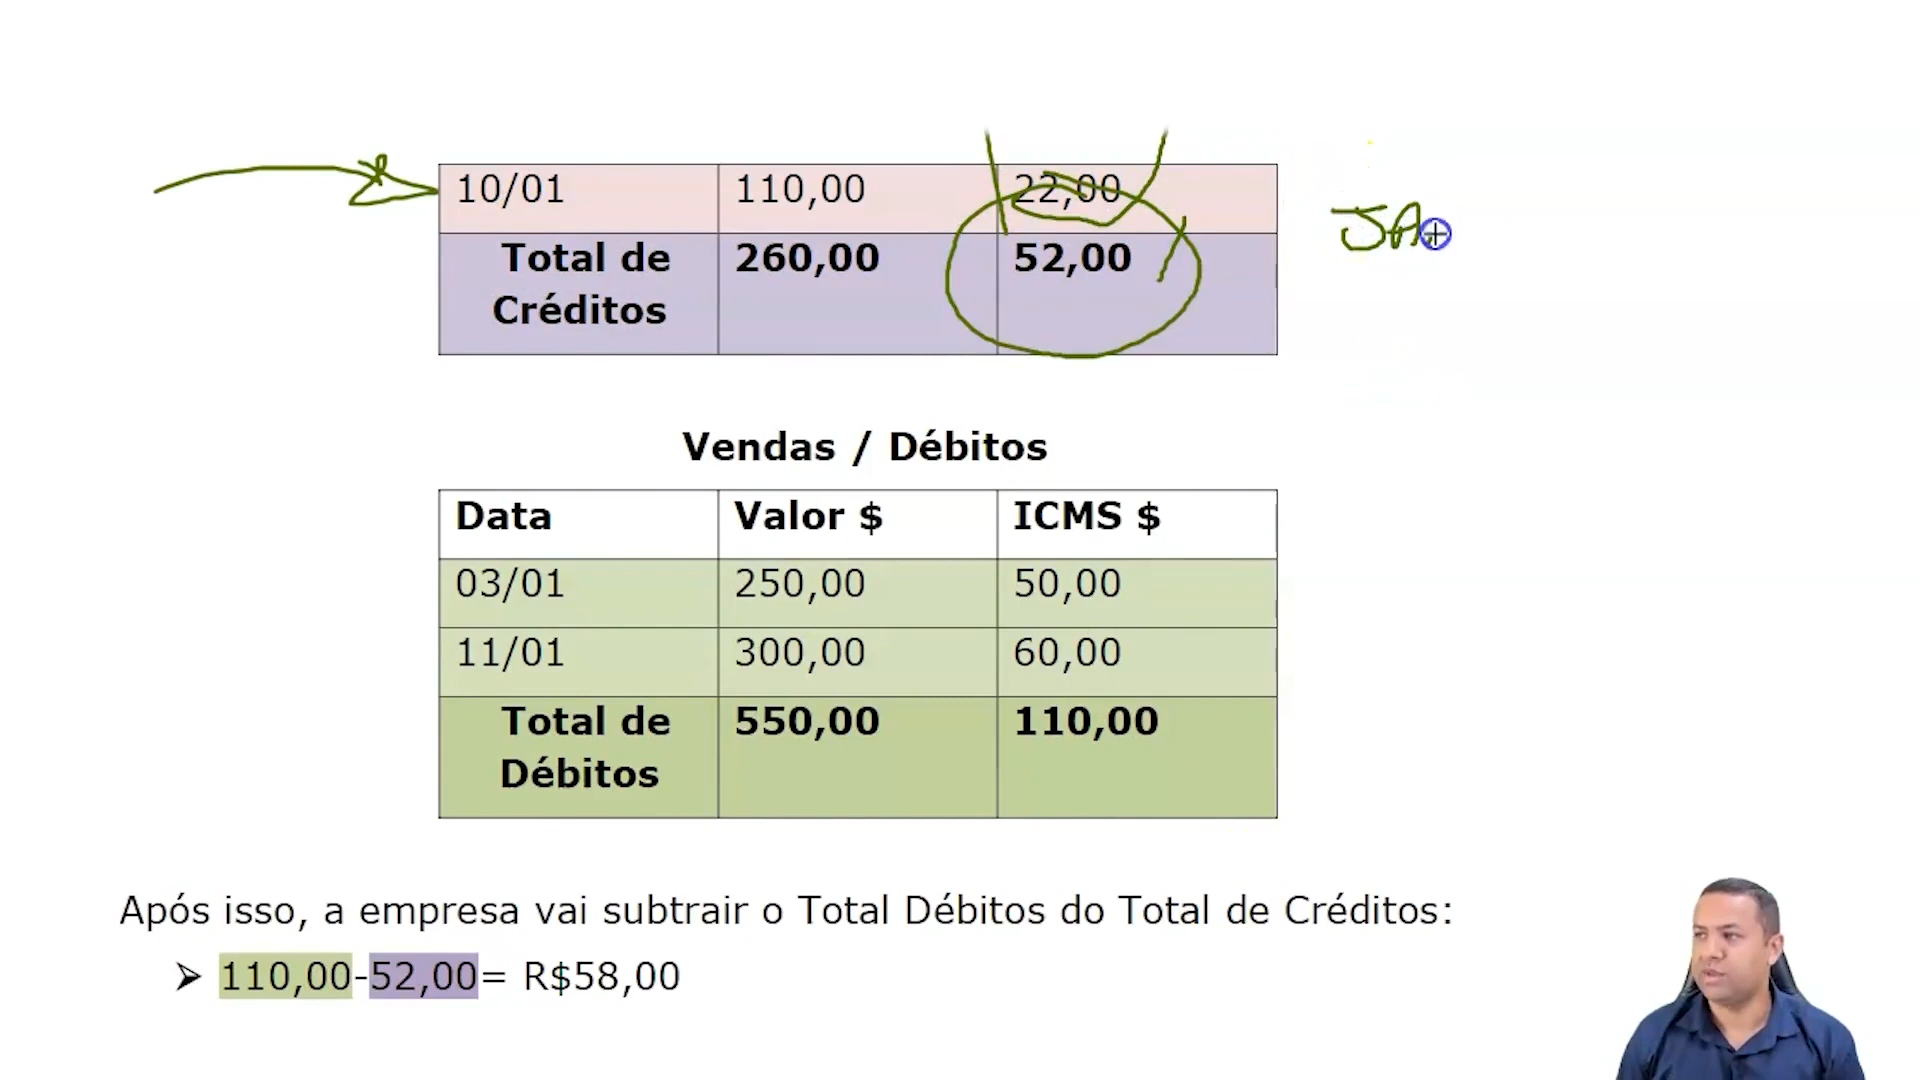 10/01 110,00 22,00
Total de Créditos 260,00 52,00
JA
Vendas / Débitos
Data Valor $ ICMS $
03/01 250,00 50,00
11/01 300,00 60,00
Total de Débitos 550,00 110,00
Após isso, a empresa vai subtrair o Total Débitos do Total de Créditos:
➢ 110,00-52,00= R$58,00